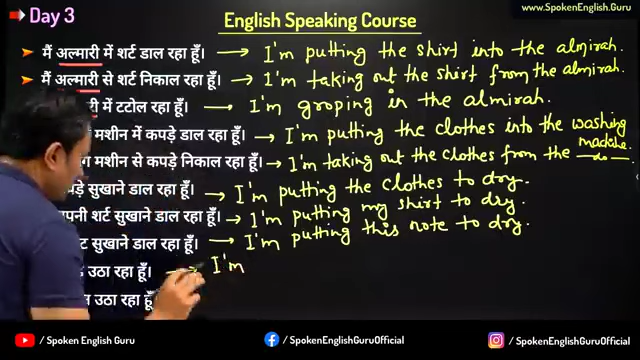 Day 3
English Speaking Course
www.SpokenEnglish.Guru
मैं अल्मारी में शर्ट डाल रहा हूँ। I'm putting the shirt into the almirah.
मैं अल्मारी से शर्ट निकाल रहा हूँ। I'm taking out the shirt from the almirah.
में टटोल रहा हूँ। I'm groping in the almirah.
मशीन में कपड़े डाल रहा हूँ। I'm putting the clothes into the washing machine.
मशीन से कपड़े निकाल रहा हूँ। I'm taking out the clothes from the —do—
सुखाने डाल रहा हूँ। I'm putting the clothes to dry.
शर्ट सुखाने डाल रहा हूँ। I'm putting my shirt to dry.
सुखाने डाल रहा हूँ। I'm putting this note to dry.
उठा रहा हूँ। I'm
उठा रहा हूँ
/ Spoken English Guru
/ SpokenEnglishGuruOfficial
/ SpokenEnglishGuruOfficial